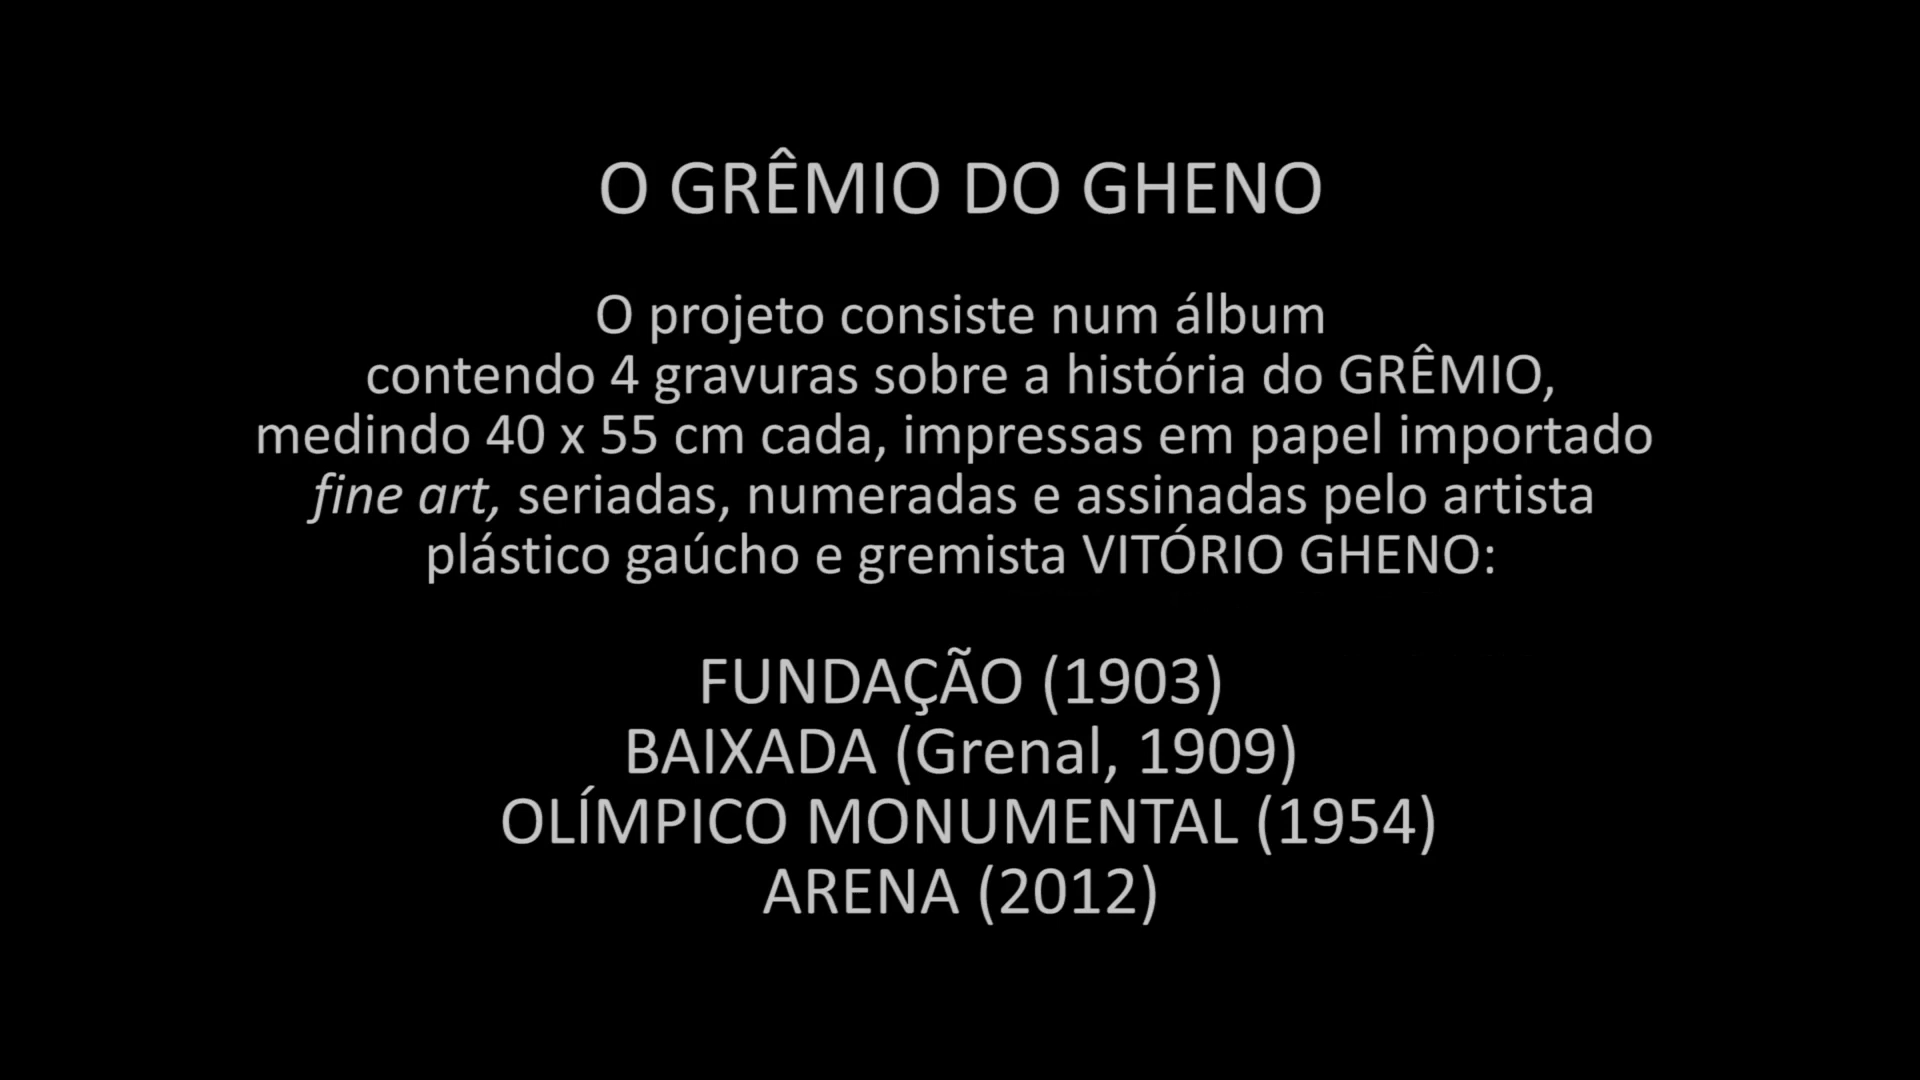 O GRÊMIO DO GHENO
O projeto consiste num álbum
contendo 4 gravuras sobre a história do GRÊMIO,
medindo 40 x 55 cm cada, impressas em papel importado
fine art, seriadas, numeradas e assinadas pelo artista
plástico gaúcho e gremista VITÓRIO GHENO:
FUNDAÇÃO (1903)
BAIXADA (Grenal, 1909)
OLÍMPICO MONUMENTAL (1954)
ARENA (2012)